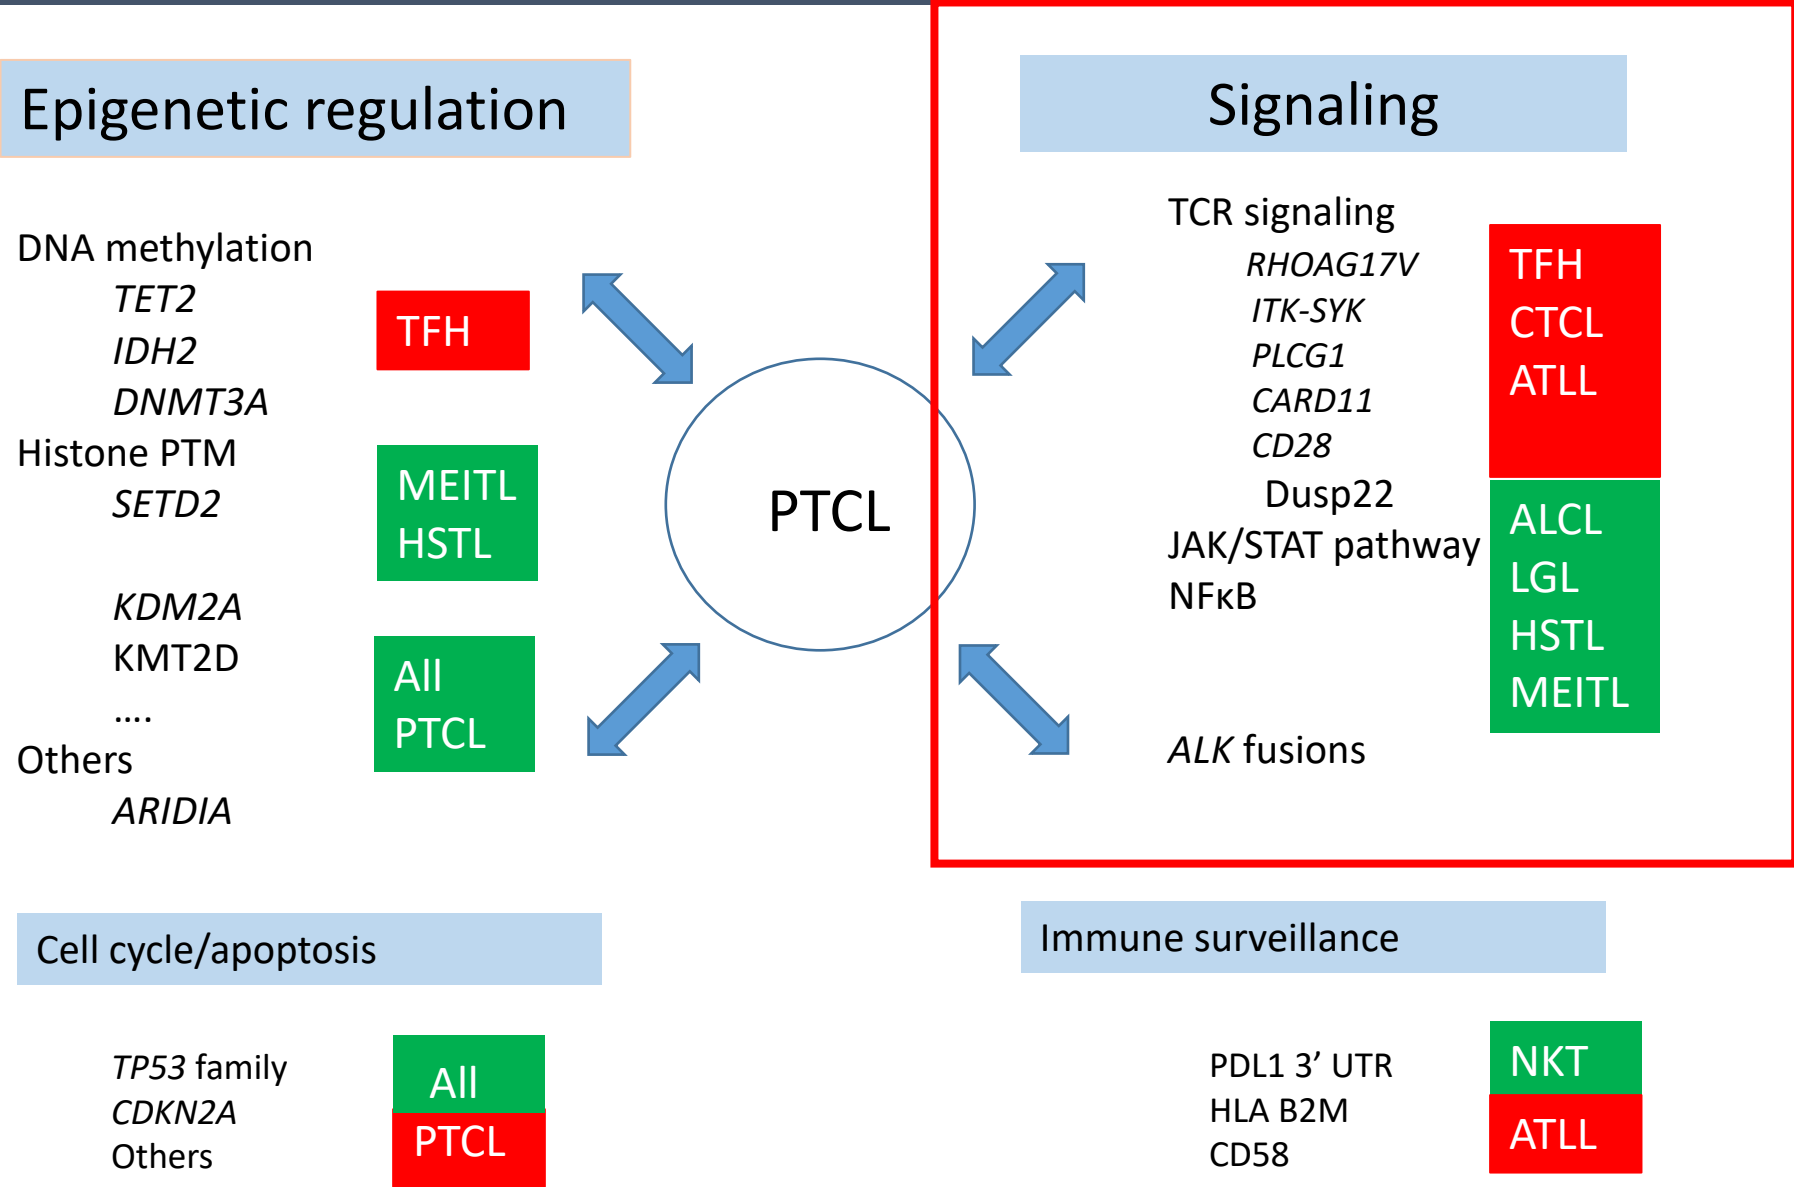 Epigenetic regulation
DNA methylation
TET2
IDH2
DNMT3A
TFH
Histone PTM
SETD2
MEITL
HSTL
KDM2A
KMT2D
....
All
PTCL
Others
ARIDIA
PTCL
Signaling
TCR signaling
RHOAG17V
ITK-SYK
PLCG1
CARD11
CD28
Dusp22
TFH
CTCL
ATLL
JAK/STAT pathway
NFκB
ALCL
LGL
HSTL
MEITL
ALK fusions
Cell cycle/apoptosis
TP53 family
CDKN2A
Others
All
PTCL
Immune surveillance
PDL1 3’ UTR
HLA B2M
CD58
NKT
ATLL